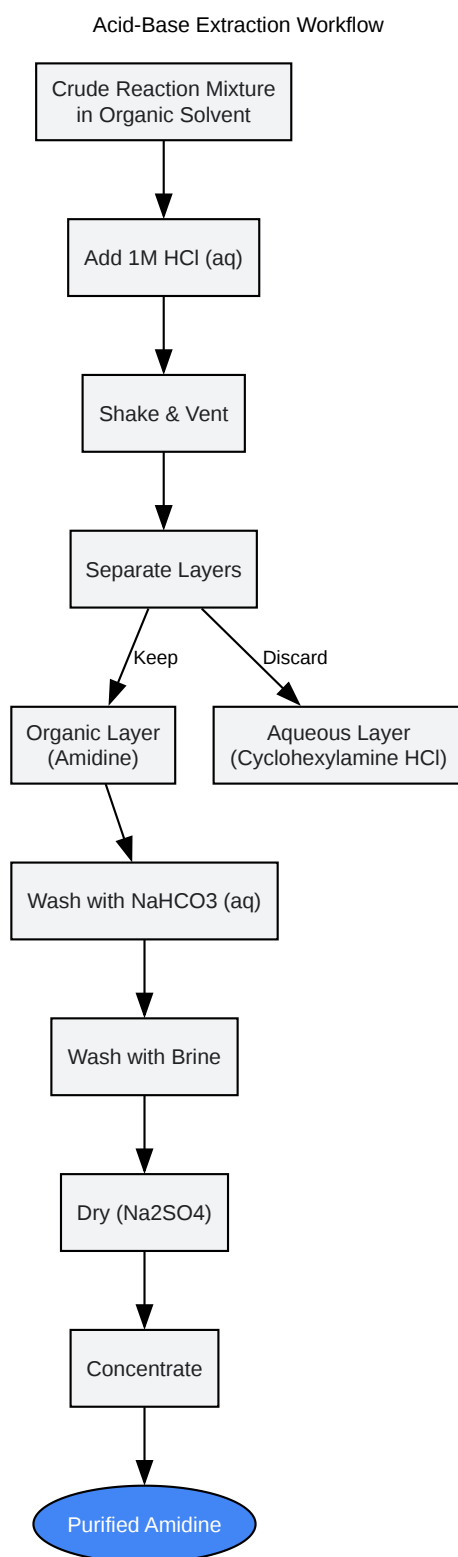 Acid-Base Extraction Workflow
Crude Reaction Mixture
in Organic Solvent
Add 1M HCl (aq)
Shake & Vent
Separate Layers
Keep
Discard
Organic Layer
(Amidine)
Aqueous Layer
(Cyclohexylamine HCl)
Wash with NaHCO3 (aq)
Wash with Brine
Dry (Na2SO4)
Concentrate
Purified Amidine